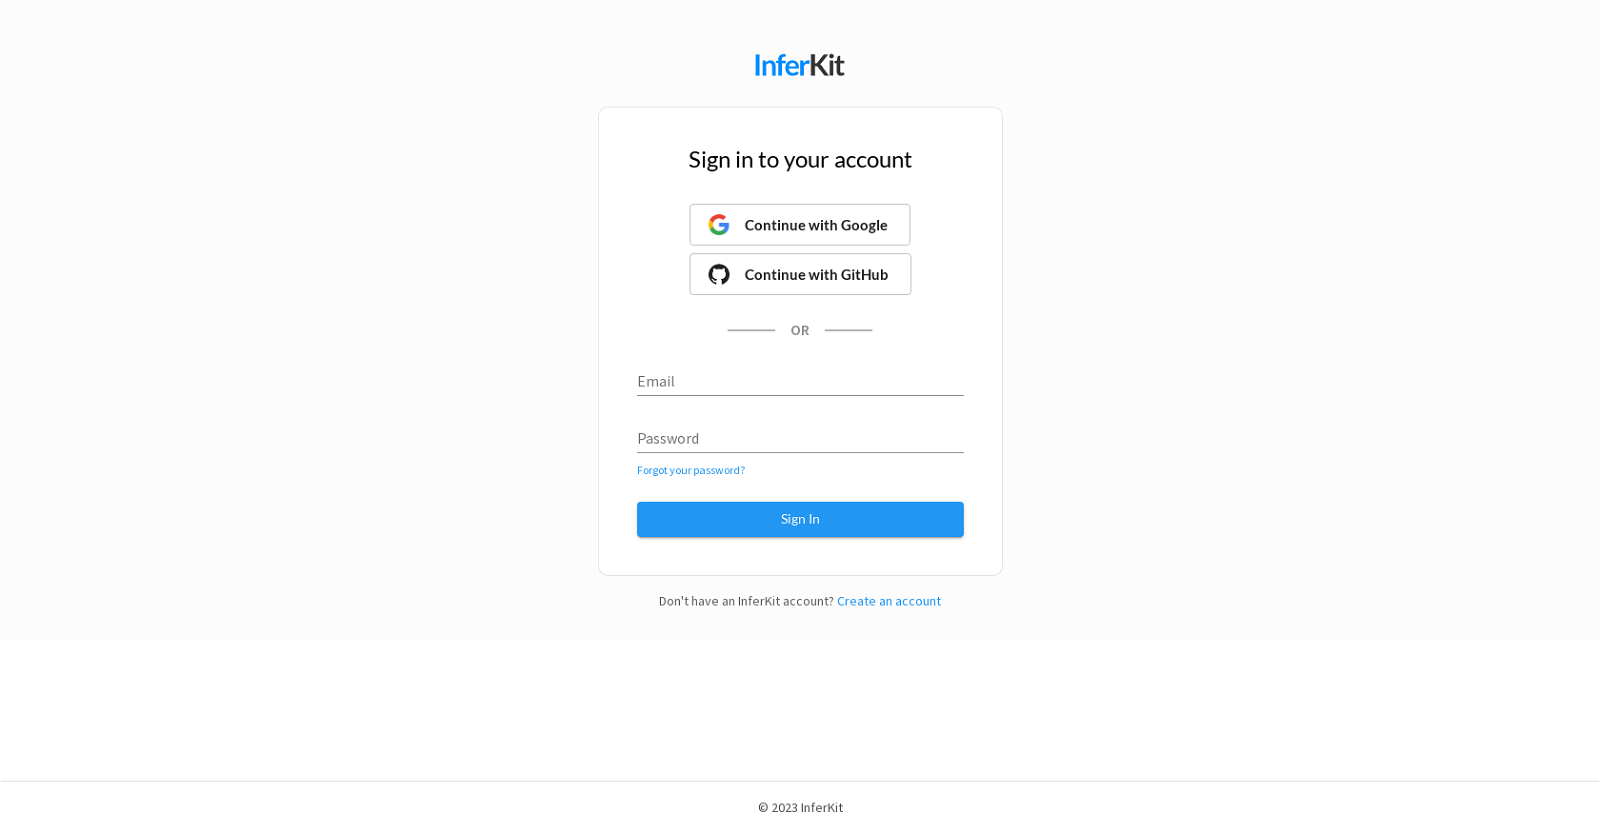 InferKit
Sign in to your account
Continue with Google
Continue with GitHub
OR
Email
Password
Forgot your password?
Sign In
Don't have an InferKit account? Create an account
© 2023 InferKit